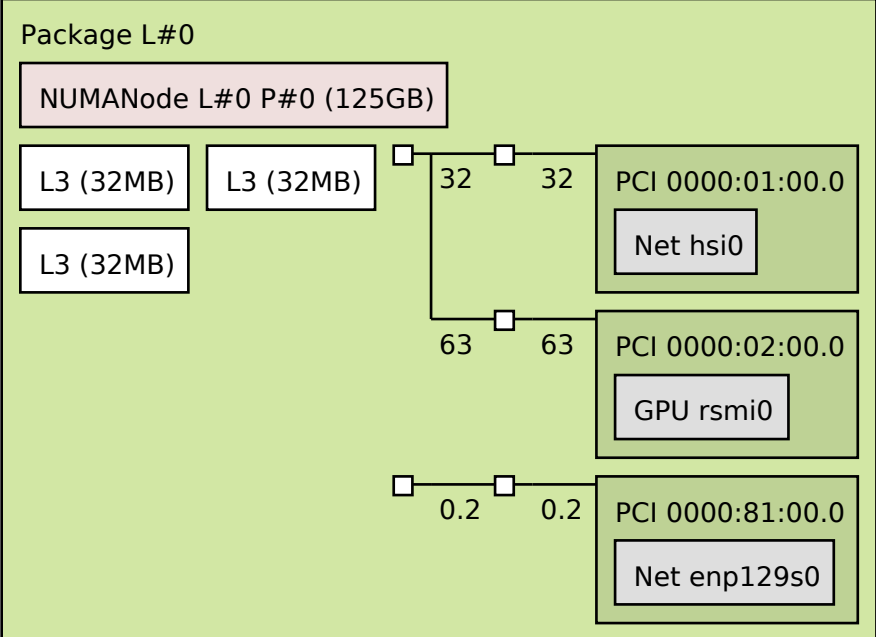 Package L#0
NUMANode L#0 P#0 (125GB)
L3 (32MB)
L3 (32MB)
L3 (32MB)
32
32
PCI 0000:01:00.0
Net hsi0
63
63
PCI 0000:02:00.0
GPU rsmi0
0.2
0.2
PCI 0000:81:00.0
Net enp129s0